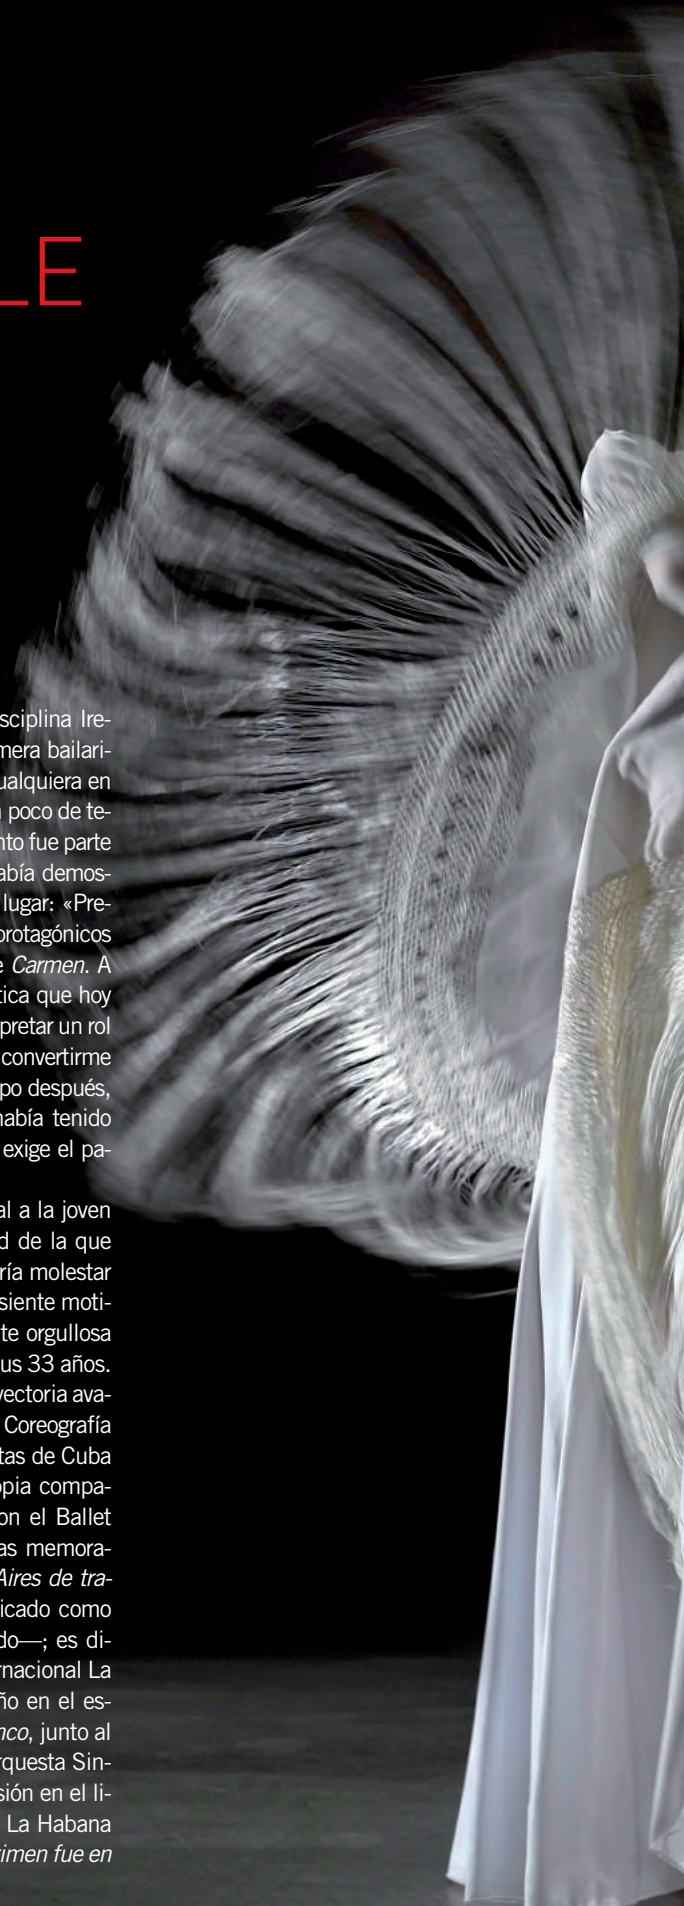 LE
sciplina Ire-
mera bailari-
ualquiera en
poco de te-
nto fue parte
abía demos-
lugar: «Pre-
protagónicos
e Carmen. A
tica que hoy
pretar un rol
convertirme
po después,
había tenido
exige el pa-
al a la joven
d de la que
ría molestar
siente moti-
te orgullosa
us 33 años.
yectoria ava-
Coreografía
tas de Cuba
opia compa-
on el Ballet
as memora-
Aires de tra-
icado como
do—; es di-
rnacional La
ño en el es-
nco, junto al
rquesta Sin-
sión en el li-
La Habana
rimen fue en